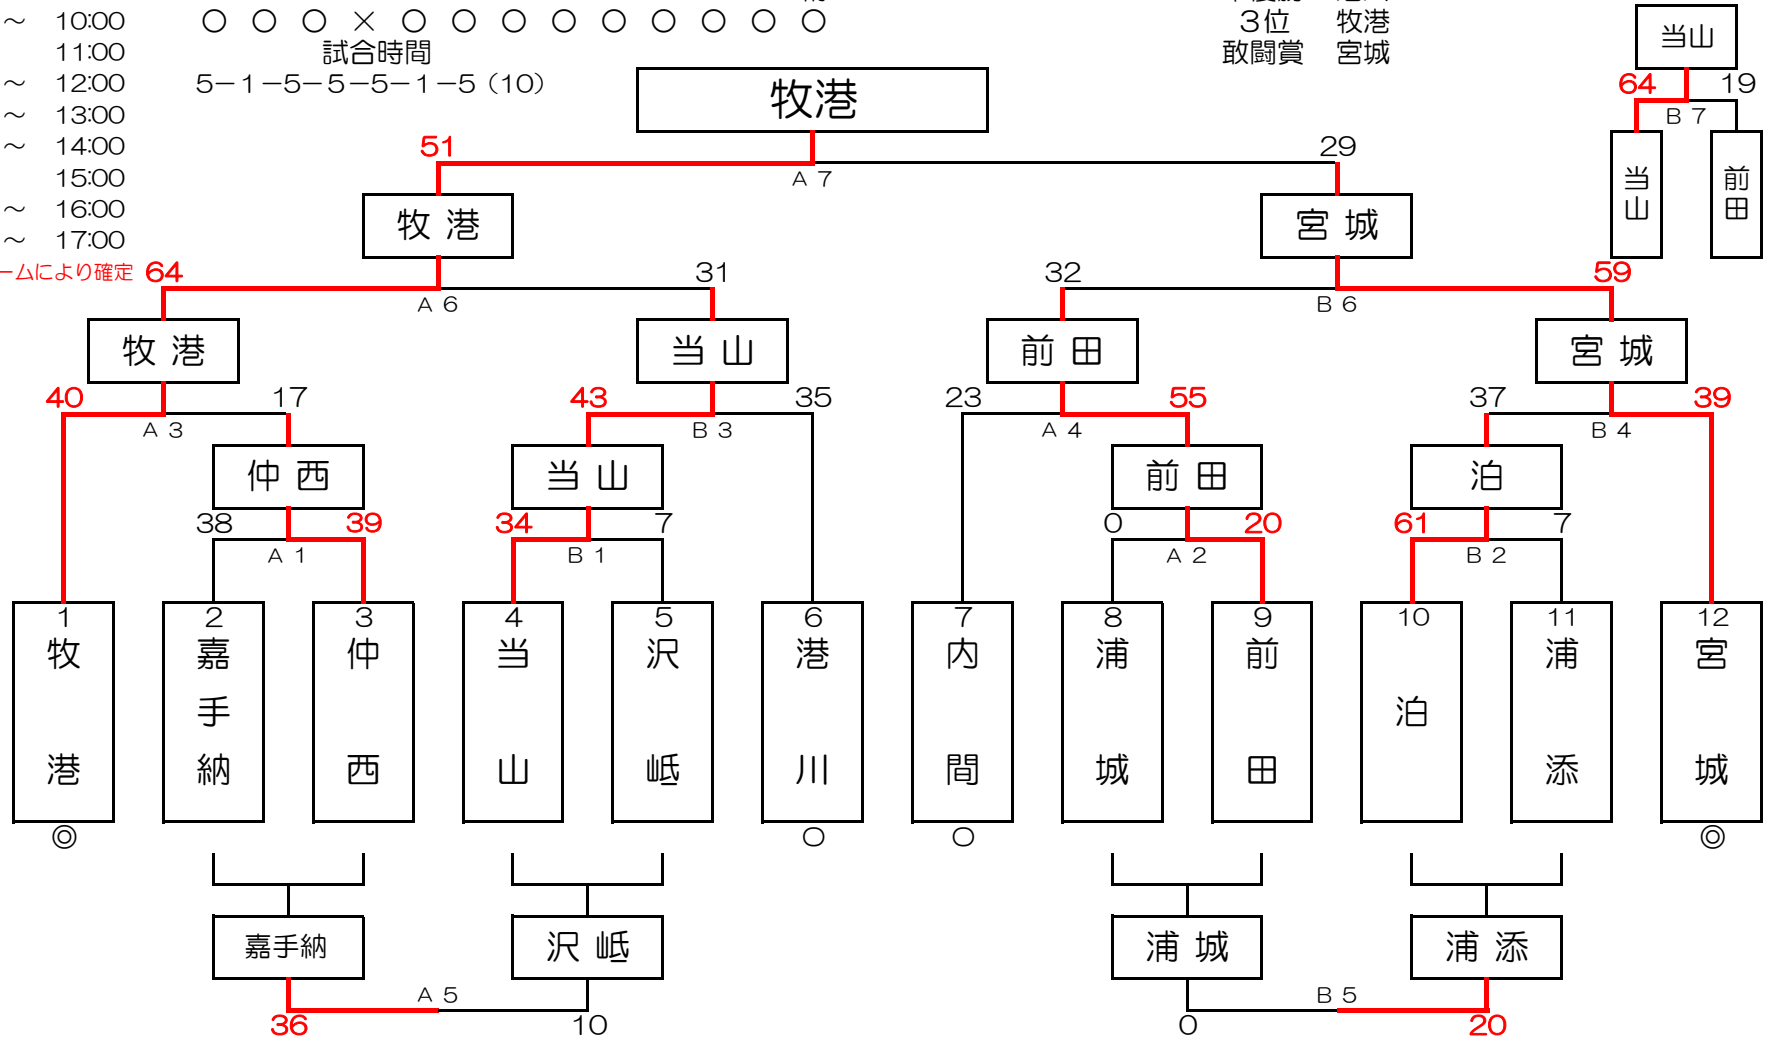 ～ 10:00 ○ ○ ○ × ○ ○ ○ ○ ○ ○ ○ ○ ○ 3位 牧港
11:00 試合時間 敢闘賞 宮城
～ 12:00 5－1－5－5－5－1－5（10）
～ 13:00
～ 14:00
15:00
～ 16:00
～ 17:00
ームにより確定
牧港
当山
64 19
B 7
当山 前田
51 29
A 7
牧港 宮城
64 31 32 59
A 6 B 6
牧港 当山 前田 宮城
40 17 43 35 23 55 37 39
A 3 B 3 A 4 B 4
仲西 当山 前田 泊
38 39 34 7 0 20 61 7
A 1 B 1 A 2 B 2
1 2 3 4 5 6 7 8 9 10 11 12
牧港 嘉手納 仲西 当山 沢岻 港川 内間 浦城 前田 泊 浦添 宮城
◎ ○ ○ ◎
嘉手納 沢岻 浦城 浦添
A 5 B 5
36 10 0 20